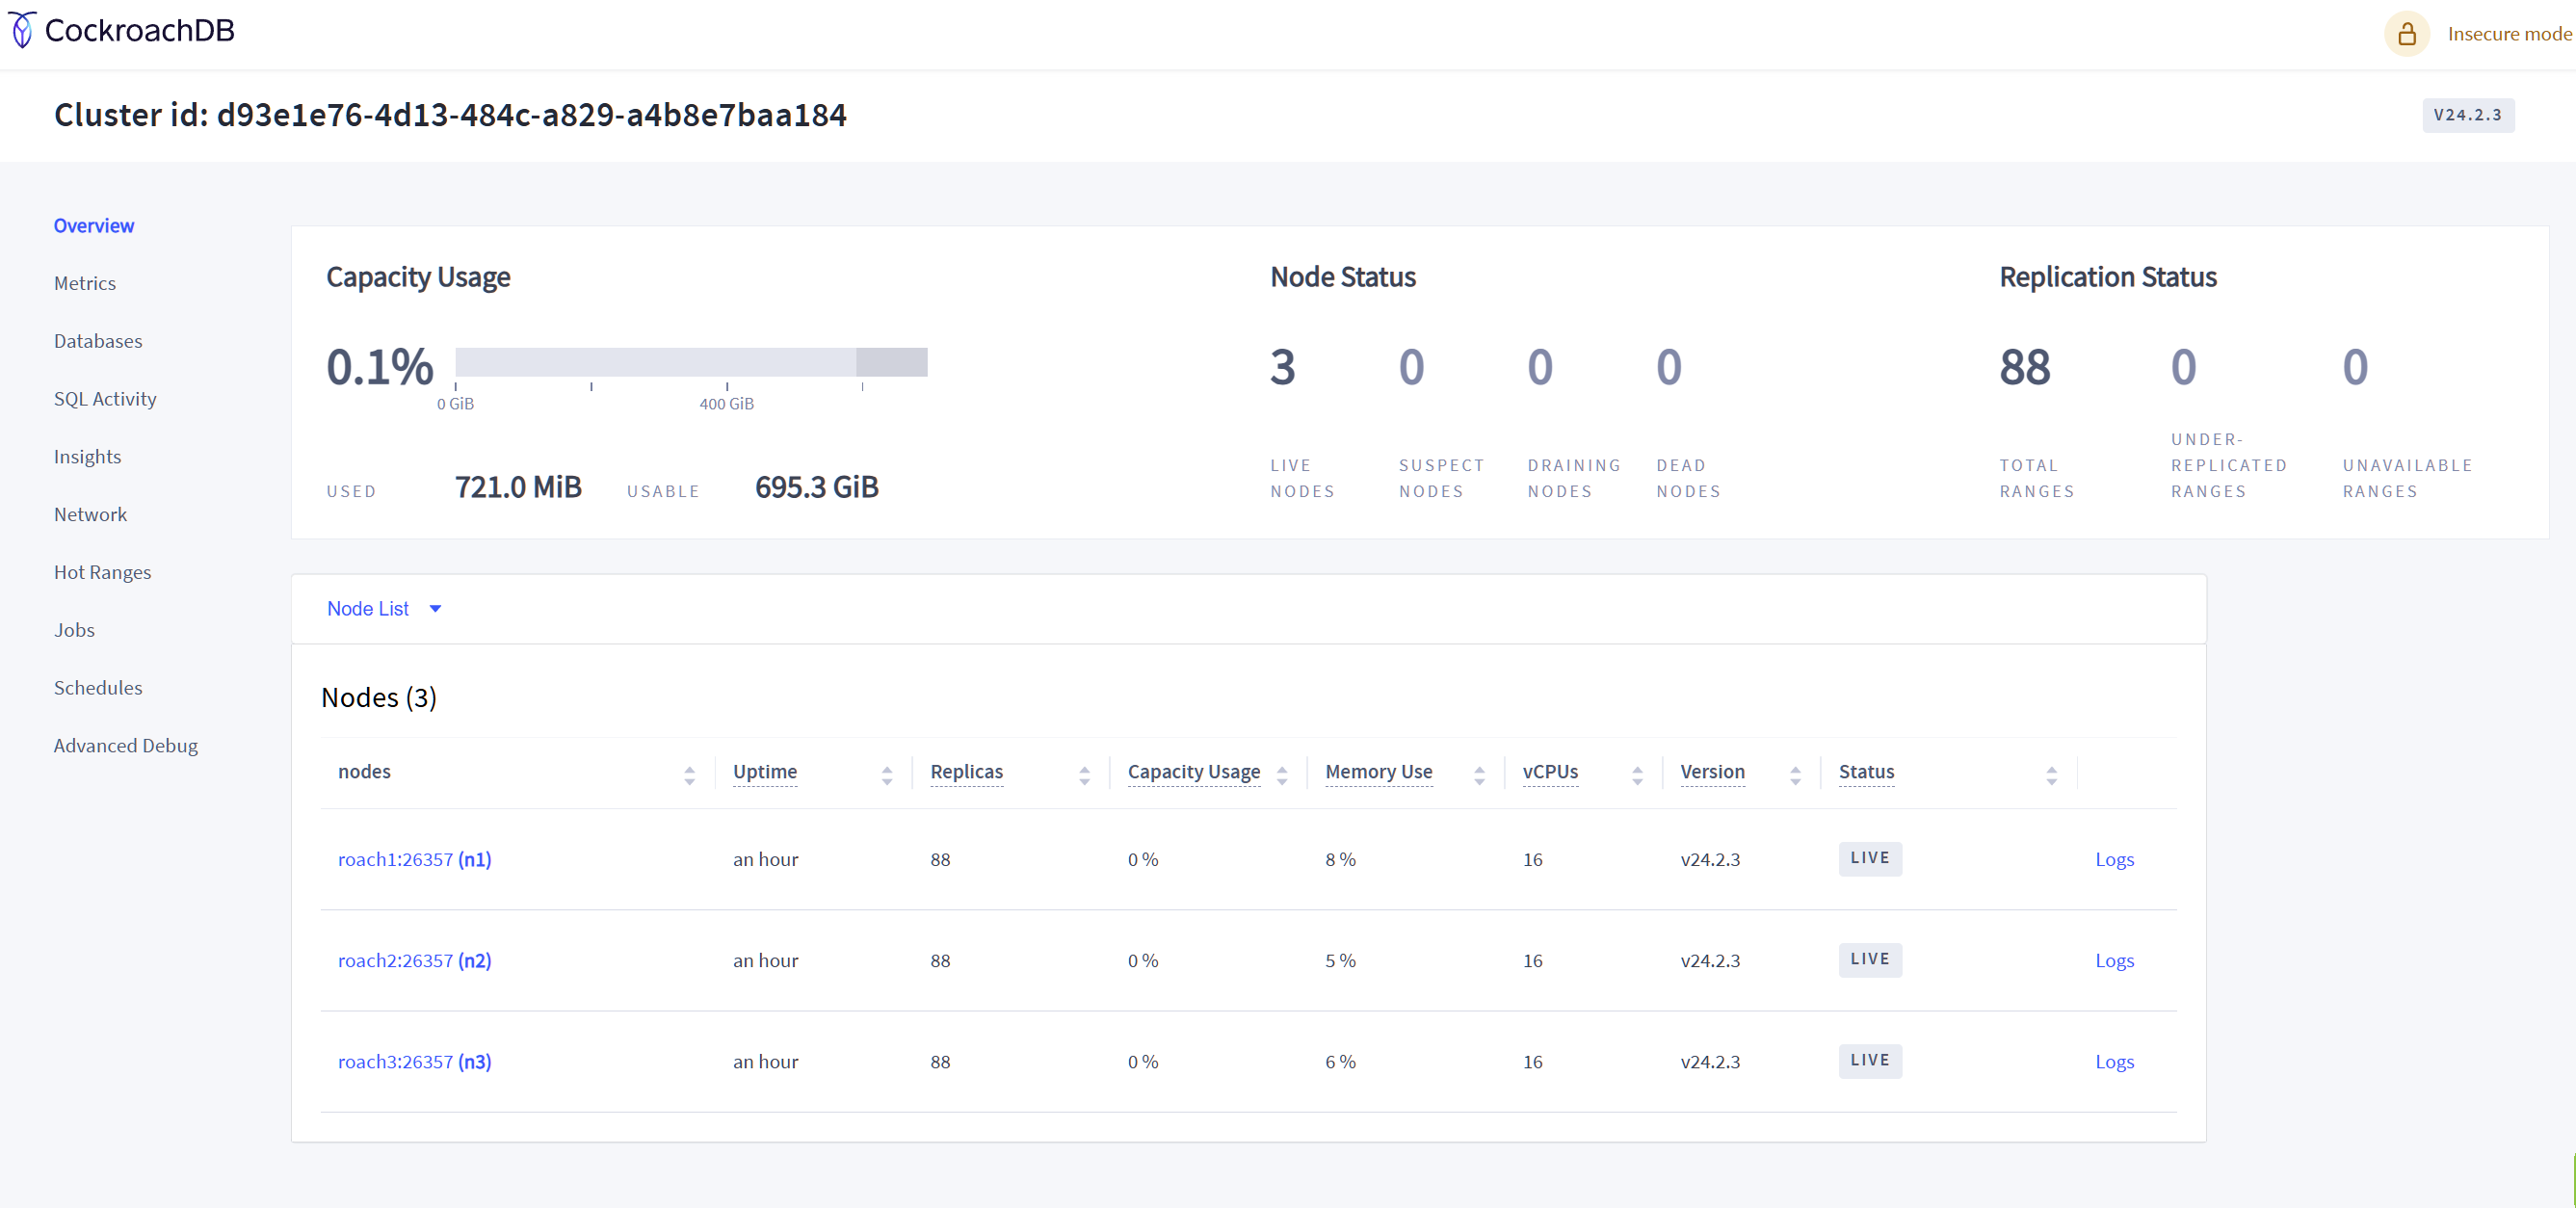 CockroachDB
Insecure mode
Cluster id: d93e1e76-4d13-484c-a829-a4b8e7baa184
V24.2.3
Overview
Metrics
Databases
SQL Activity
Insights
Network
Hot Ranges
Jobs
Schedules
Advanced Debug
Capacity Usage
0.1%
0 GiB
400 GiB
USED
721.0 MiB
USABLE
695.3 GiB
Node Status
3
LIVE
NODES
0
SUSPECT
NODES
0
DRAINING
NODES
0
DEAD
NODES
Replication Status
88
TOTAL
RANGES
0
UNDER-
REPLICATED
RANGES
0
UNAVAILABLE
RANGES
Node List
Nodes (3)
nodes Uptime Replicas Capacity Usage Memory Use vCPUs Version Status
roach1:26357 (n1) an hour 88 0 % 8 % 16 v24.2.3 LIVE Logs
roach2:26357 (n2) an hour 88 0 % 5 % 16 v24.2.3 LIVE Logs
roach3:26357 (n3) an hour 88 0 % 6 % 16 v24.2.3 LIVE Logs